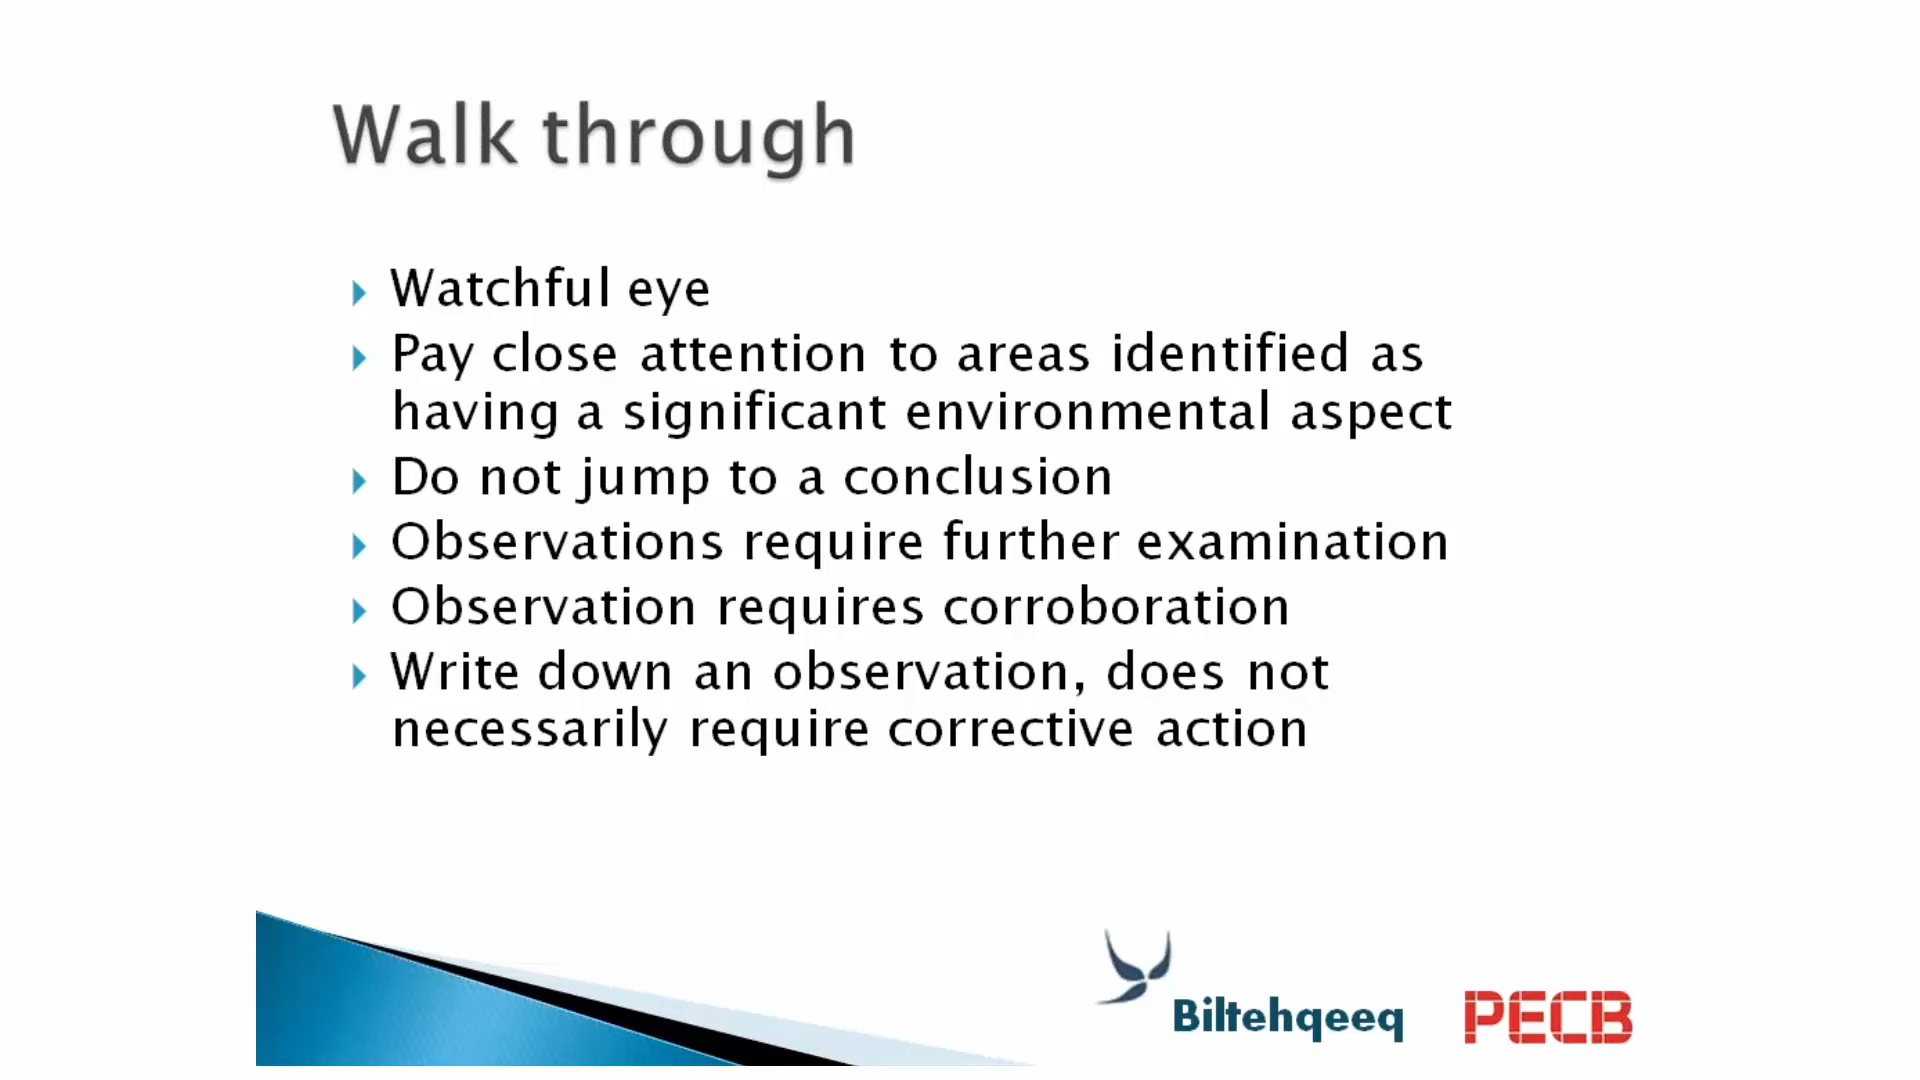 Walk through
Watchful eye
Pay close attention to areas identified as
having a significant environmental aspect
Do not jump to a conclusion
Observations require further examination
Observation requires corroboration
Write down an observation, does not
necessarily require corrective action
Biltehqeeq
PECB